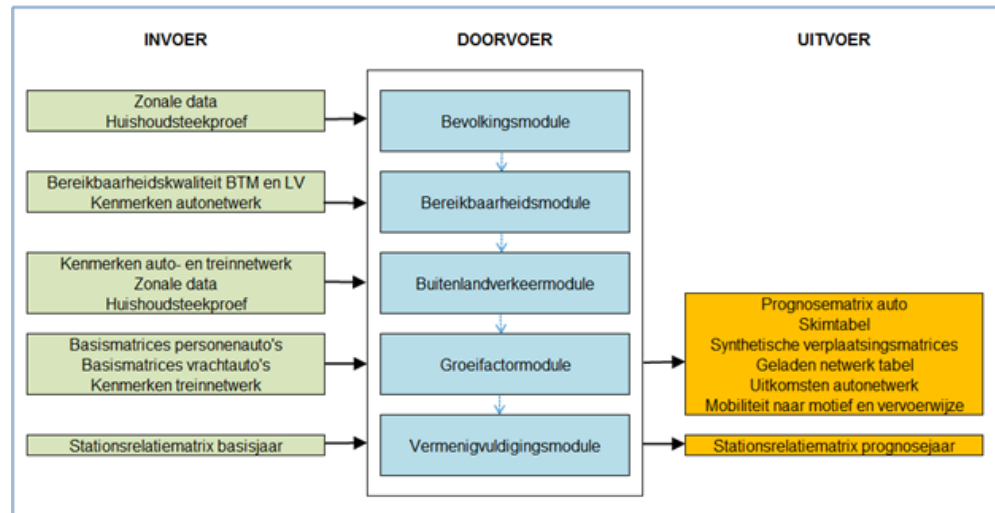 INVOER
DOORVOER
UITVOER
Zonale data
Huishoudsteekproef
Bevolkingsmodule
Bereikbaarheidskwaliteit BTM en LV
Kenmerken autonetwerk
Bereikbaarheidsmodule
Kenmerken auto- en treinnetwerk
Zonale data
Huishoudsteekproef
Buitenlandverkeermodule
Basismatrices personenauto's
Basismatrices vrachtauto's
Kenmerken treinnetwerk
Groeifactormodule
Prognosematrix auto
Skimtabel
Synthetische verplaatsingsmatrices
Geladen netwerk tabel
Uitkomsten autonetwerk
Mobiliteit naar motief en vervoerwijze
Stationsrelatiematrix basisjaar
Vermenigvuldigingsmodule
Stationsrelatiematrix prognosejaar